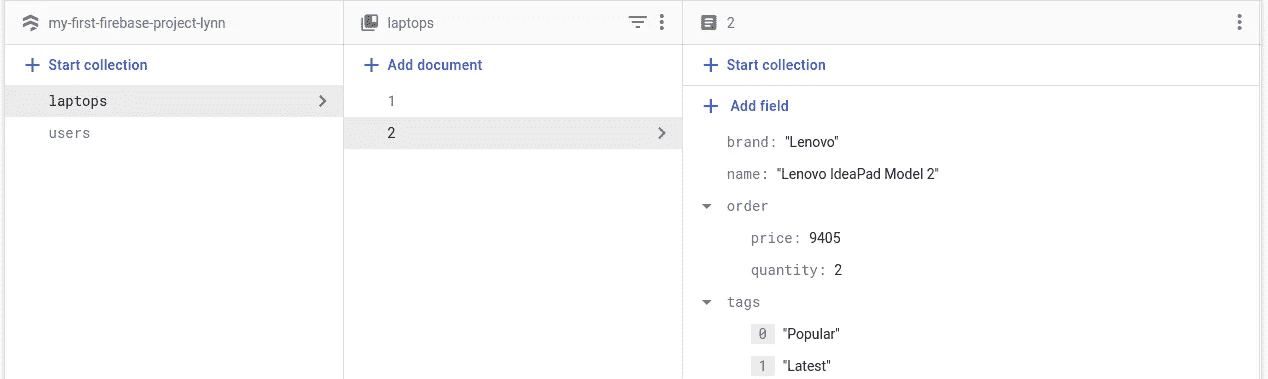 my-first-firebase-project-lynn
Start collection
laptops
users
laptops
Add document
1
2
2
Start collection
Add field
brand: "Lenovo"
name: "Lenovo IdeaPad Model 2"
order
price: 9405
quantity: 2
tags
0 "Popular"
1 "Latest"